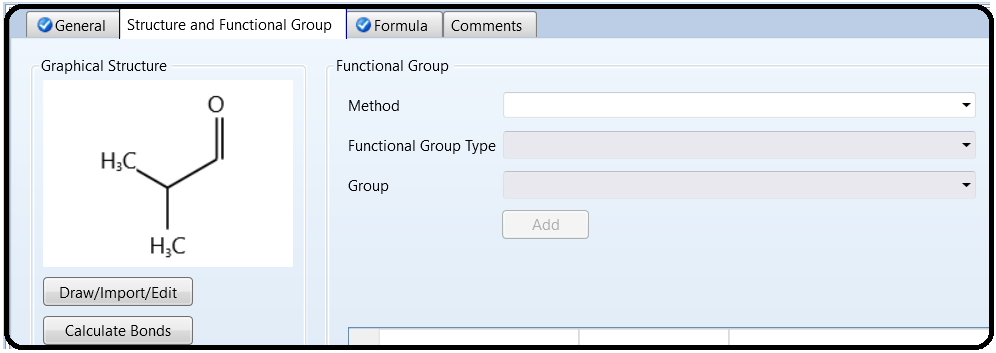 General Structure and Functional Group Formula Comments
Graphical Structure
O
H₃C
H₃C
Draw/Import/Edit
Calculate Bonds
Functional Group
Method
Functional Group Type
Group
Add